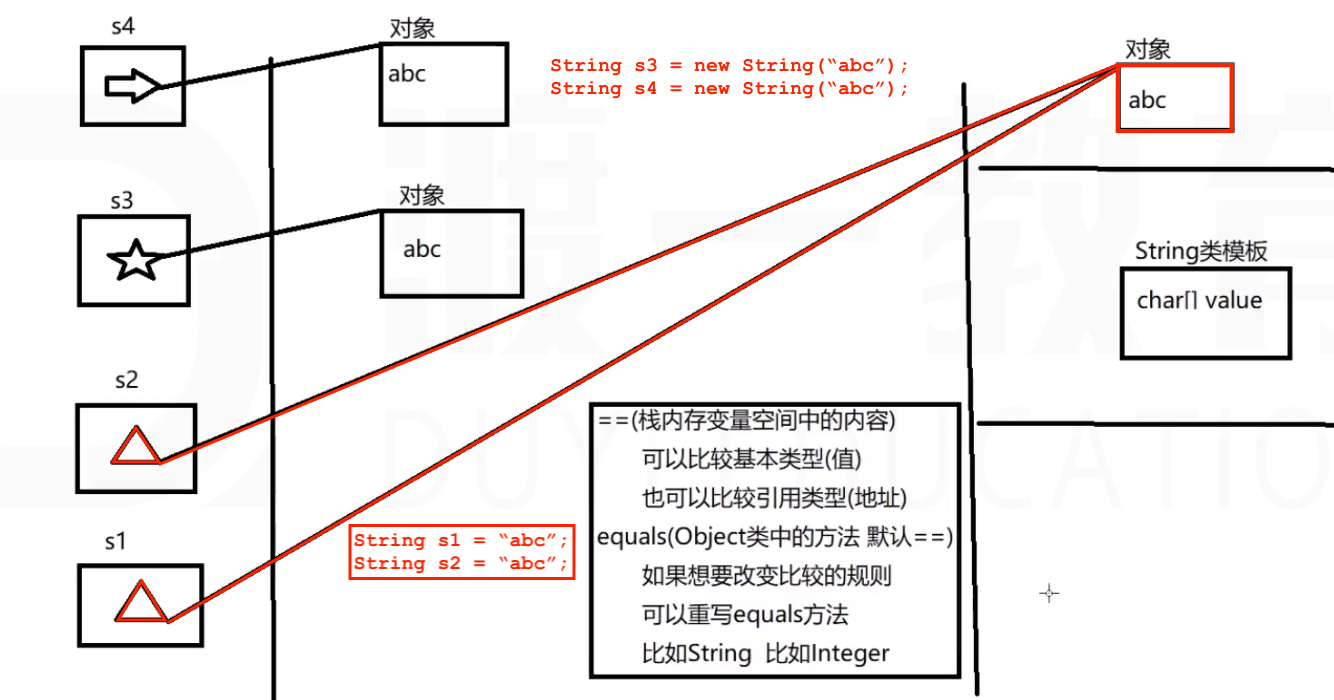 s4
对象
abc
String s3 = new String(“abc”);
String s4 = new String(“abc”);
对象
abc
s3
对象
abc
String类模板
char[] value
s2
s1
String s1 = “abc”;
String s2 = “abc”;
==(栈内存变量空间中的内容)
可以比较基本类型(值)
也可以比较引用类型(地址)
equals(Object类中的方法 默认==)
如果想要改变比较的规则
可以重写equals方法
比如String 比如Integer
渡一教育